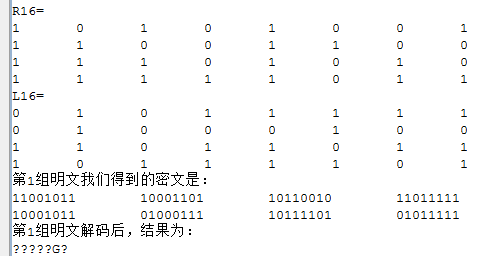 R16=
1 0 1 0 1 0 0 1
1 1 0 0 1 1 0 0
1 1 1 1 0 1 0
1 1 1 1 0 1 1
L16=
0 1 0 1 1 1 1 1
0 1 0 0 0 1 0 0
1 1 0 1 1 0 1 1
1 0 1 1 1 1 0 1
第1组明文我们得到的密文是：
11001011 10001101 10110010 11011111
10001011 01000111 10111101 01011111
第1组明文解码后，结果为：
?????G?